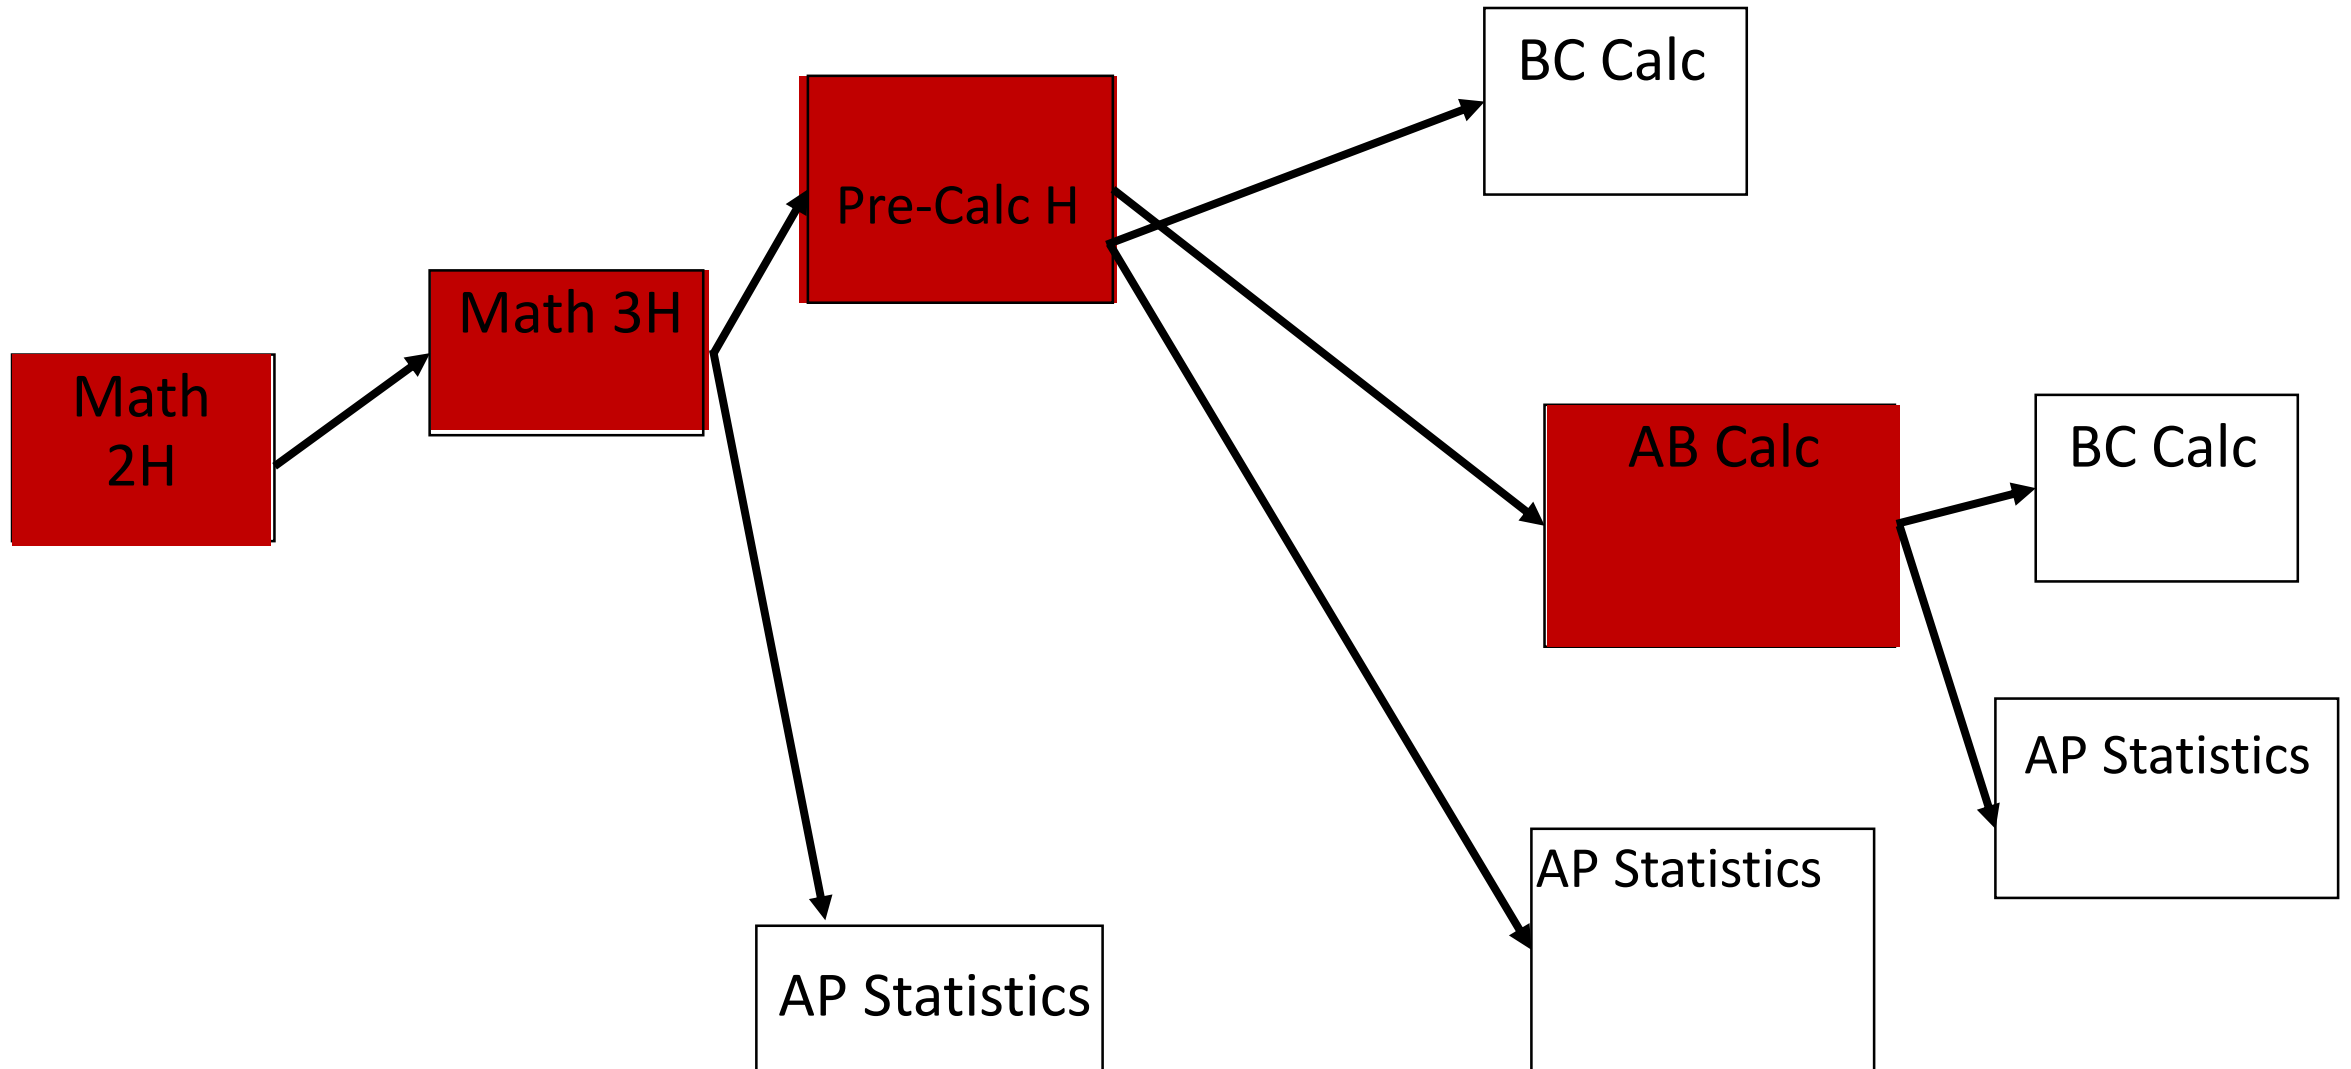 BC Calc
Pre-Calc H
Math 3H
Math
2H
AB Calc
BC Calc
AP Statistics
AP Statistics
AP Statistics